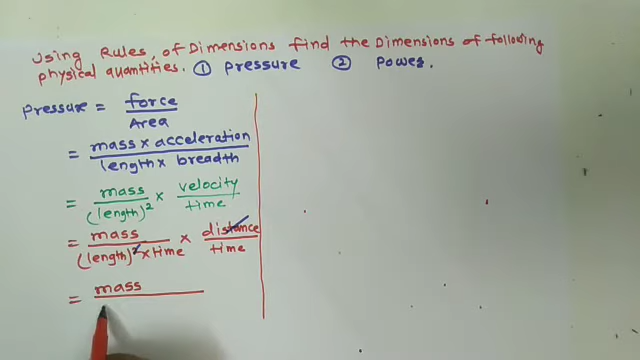 Using Rules, of Dimensions find the Dimensions of following
physical quantities. ① pressure ② power.
pressure = force / Area
= mass × acceleration / length × breadth
= mass / (length)² × velocity / time
= mass / (length)² × time × distance / time
= mass